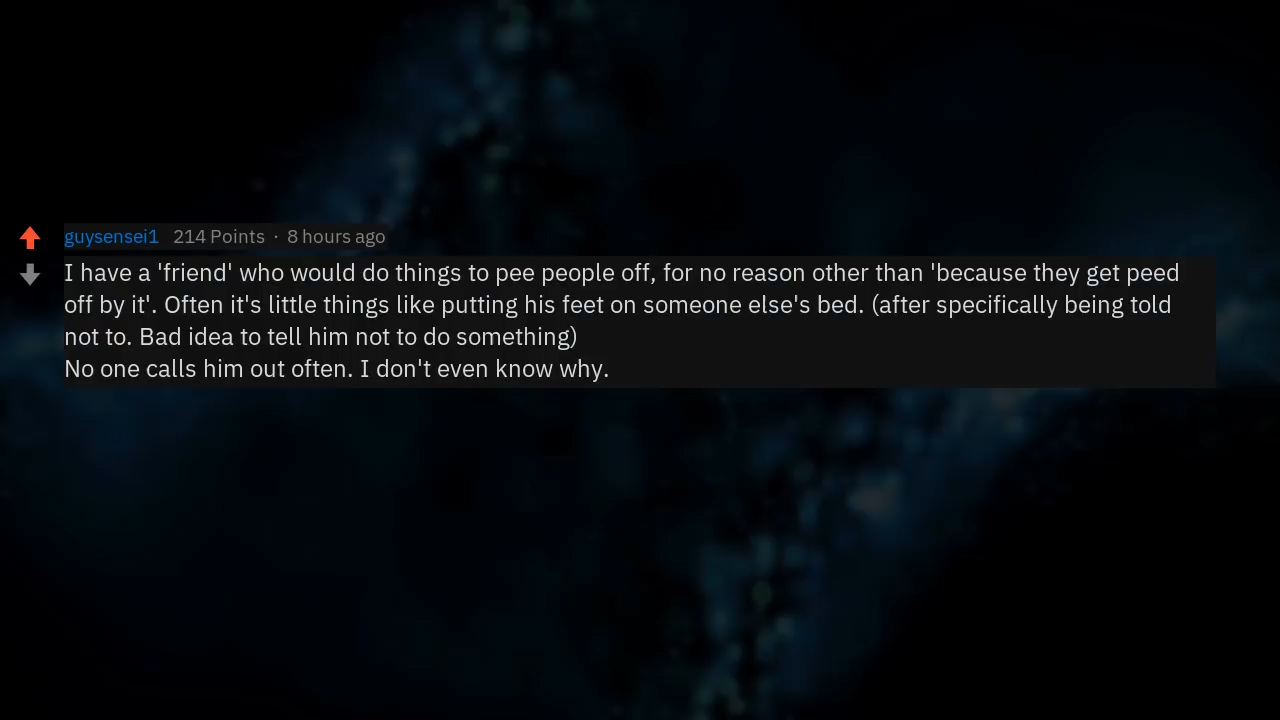 guysensei1 214 Points · 8 hours ago
I have a 'friend' who would do things to pee people off, for no reason other than 'because they get peed
off by it'. Often it's little things like putting his feet on someone else's bed. (after specifically being told
not to. Bad idea to tell him not to do something)
No one calls him out often. I don't even know why.